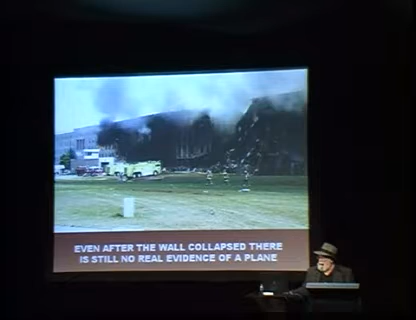 EVEN AFTER THE WALL COLLAPSED THERE
IS STILL NO REAL EVIDENCE OF A PLANE